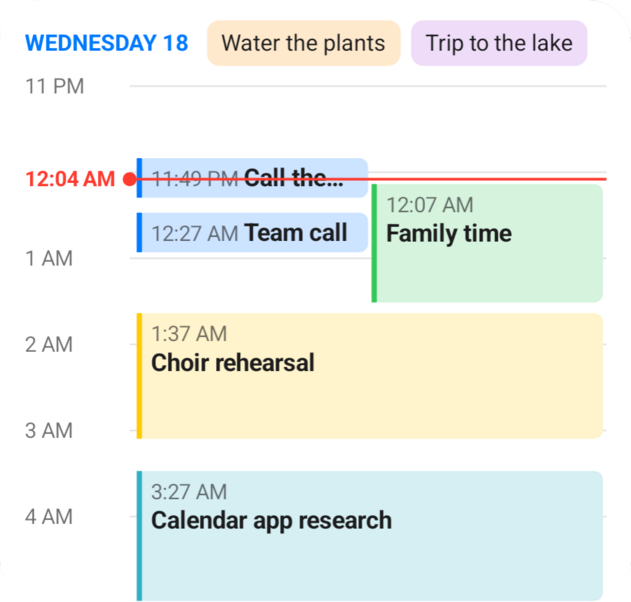 WEDNESDAY 18 Water the plants Trip to the lake
11 PM
12:04 AM 11:49 PM Call the...
12:07 AM
12:27 AM Team call Family time
1 AM
1:37 AM
2 AM
Choir rehearsal
3 AM
3:27 AM
4 AM Calendar app research